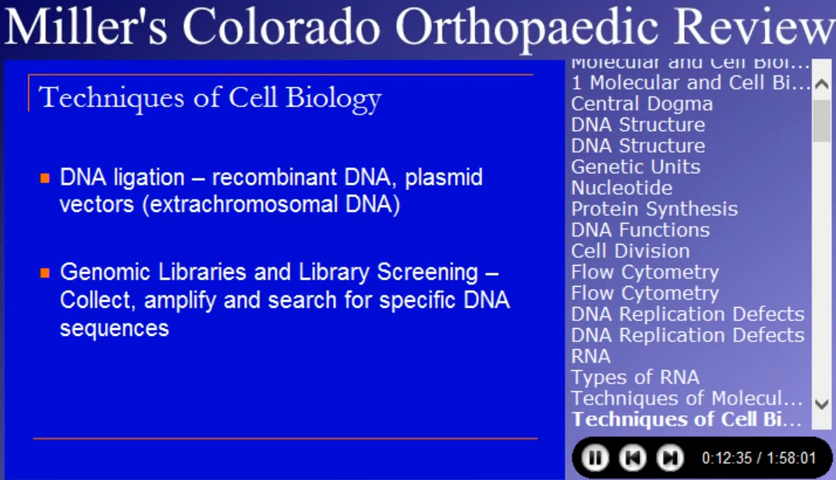 Miller's Colorado Orthopaedic Review
Techniques of Cell Biology
DNA ligation – recombinant DNA, plasmid
vectors (extrachromosomal DNA)
Genomic Libraries and Library Screening –
Collect, amplify and search for specific DNA
sequences
Molecular and Cell Biol...
1 Molecular and Cell Bi...
Central Dogma
DNA Structure
DNA Structure
Genetic Units
Nucleotide
Protein Synthesis
DNA Functions
Cell Division
Flow Cytometry
Flow Cytometry
DNA Replication Defects
DNA Replication Defects
RNA
Types of RNA
Techniques of Molecul...
Techniques of Cell Bi...
0:12:35 / 1:58:01